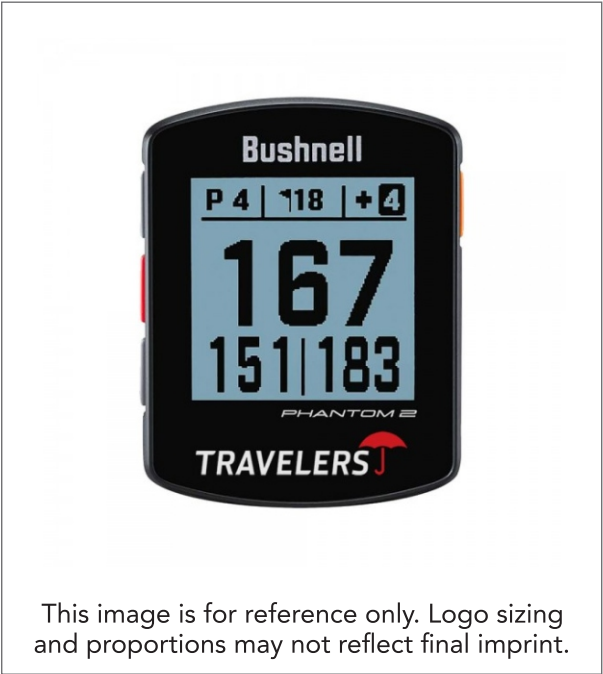 Bushnell
P 4 | 18 | + 4
167
151|183
PHANTOM 2
TRAVELERS
This image is for reference only. Logo sizing
and proportions may not reflect final imprint.